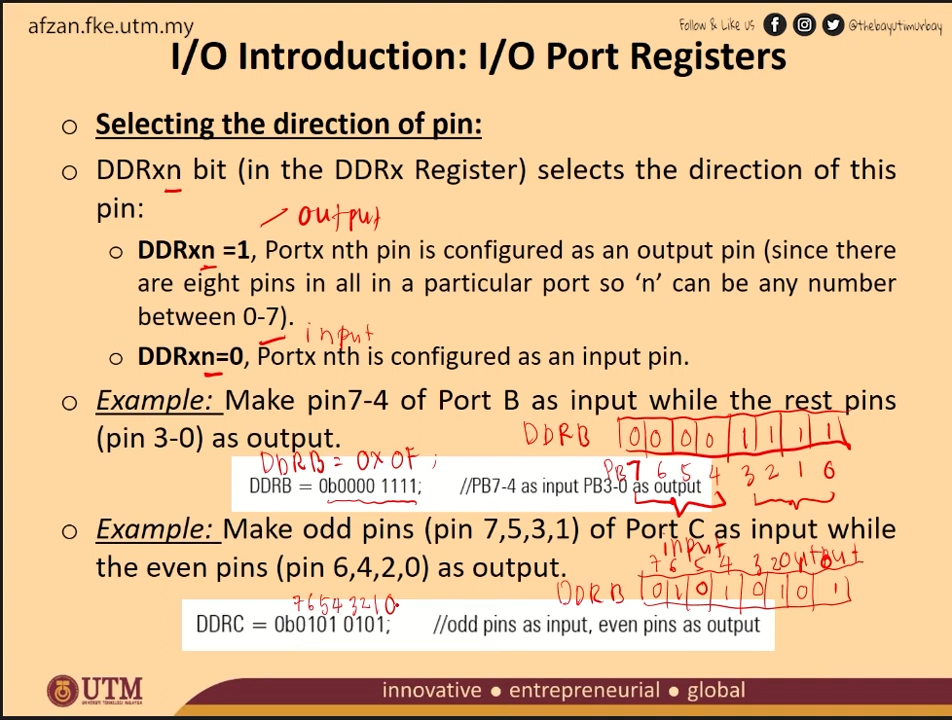 afzan.fke.utm.my
Follow & Like us @thebayutimurbay
I/O Introduction: I/O Port Registers
Selecting the direction of pin:
DDRxn bit (in the DDRx Register) selects the direction of this
pin:
output
DDRxn =1, Portx nth pin is configured as an output pin (since there
are eight pins in all in a particular port so ‘n’ can be any number
between 0-7).
input
DDRxn=0, Portx nth is configured as an input pin.
Example: Make pin7-4 of Port B as input while the rest pins
(pin 3-0) as output.
DDRB 0 0 0 0 1 1 1 1
DDRB = 0X0F;
PB7 6 5 4 3 2 1 0
DDRB = 0b0000 1111; //PB7-4 as input PB3-0 as output
Example: Make odd pins (pin 7,5,3,1) of Port C as input while
input output
the even pins (pin 6,4,2,0) as output.
7 6 5 4 3 2 1 0
DDRB 0 1 0 1 0 1 0 1
7 6 5 4 3 2 1 0
DDRC = 0b0101 0101; //odd pins as input, even pins as output
UTM
UNIVERSITI TEKNOLOGI MALAYSIA
innovative ● entrepreneurial ● global